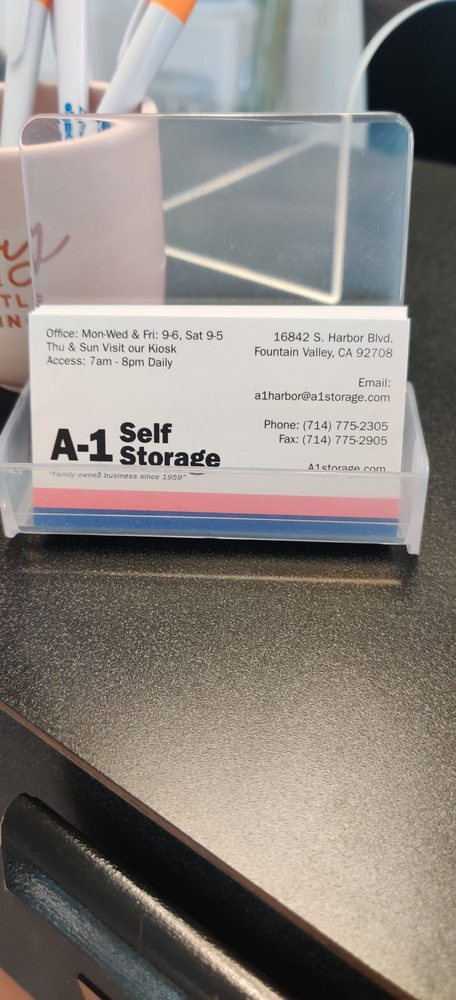 Office: Mon-Wed & Fri: 9-6, Sat 9-5
Thu & Sun Visit our Kiosk
Access: 7am - 8pm Daily
16842 S. Harbor Blvd.
Fountain Valley, CA 92708
Email:
a1harbor@a1storage.com
Phone: (714) 775-2305
Fax: (714) 775-2905
A1storage.com
A-1 Self
Storage
"Family owned business since 1959"